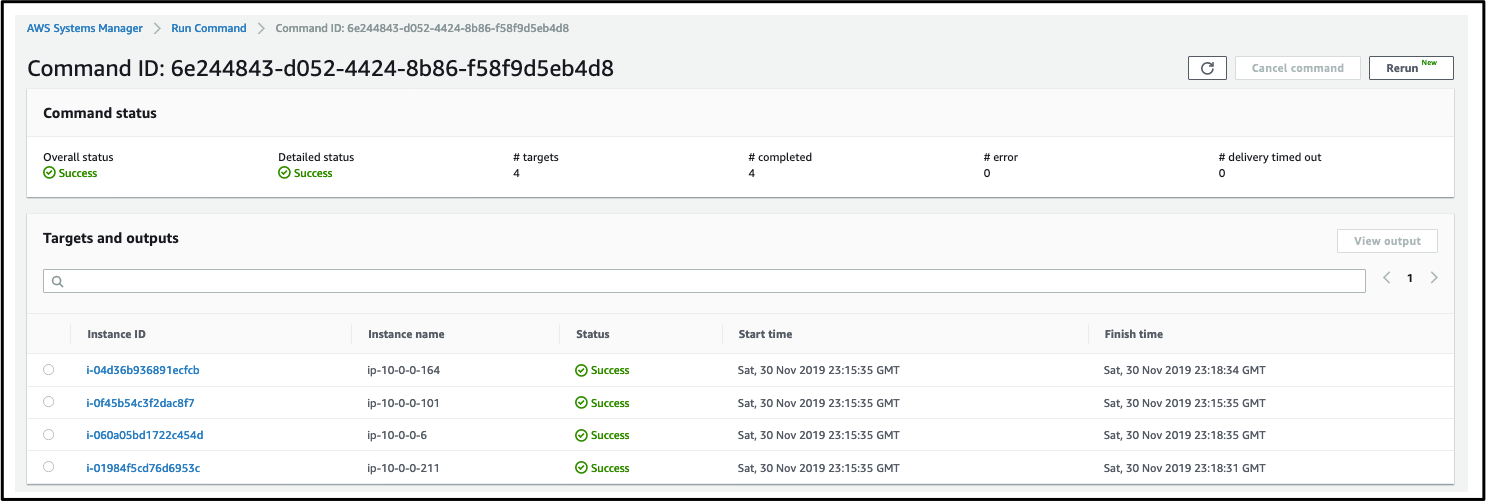 AWS Systems Manager > Run Command > Command ID: 6e244843-d052-4424-8b86-f58f9d5eb4d8
Command ID: 6e244843-d052-4424-8b86-f58f9d5eb4d8
Cancel command
Rerun New
Command status
Overall status Detailed status # targets # completed # error # delivery timed out
Success Success 4 4 0 0
Targets and outputs
View output
1
Instance ID Instance name Status Start time Finish time
i-04d36b936891ecfcb ip-10-0-0-164 Success Sat, 30 Nov 2019 23:15:35 GMT Sat, 30 Nov 2019 23:18:34 GMT
i-0f45b54c3f2dac8f7 ip-10-0-0-101 Success Sat, 30 Nov 2019 23:15:35 GMT Sat, 30 Nov 2019 23:15:35 GMT
i-060a05bd1722c454d ip-10-0-0-6 Success Sat, 30 Nov 2019 23:15:35 GMT Sat, 30 Nov 2019 23:18:35 GMT
i-01984f5cd76d6953c ip-10-0-0-211 Success Sat, 30 Nov 2019 23:15:35 GMT Sat, 30 Nov 2019 23:18:31 GMT